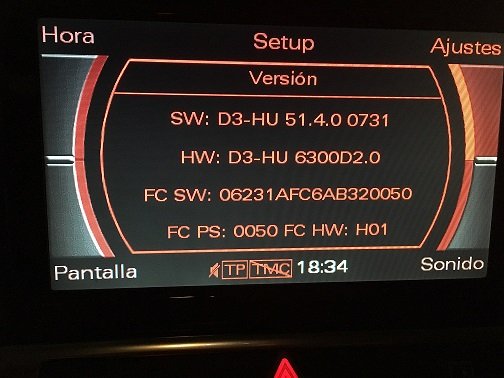 Hora Setup Ajustes
Versión
SW: D3-HU 51.4.0 0731
HW: D3-HU 6300D2.0
FC SW: 06231AFC6AB320050
FC PS: 0050 FC HW: H01
Pantalla TP TMC 18:34 Sonido